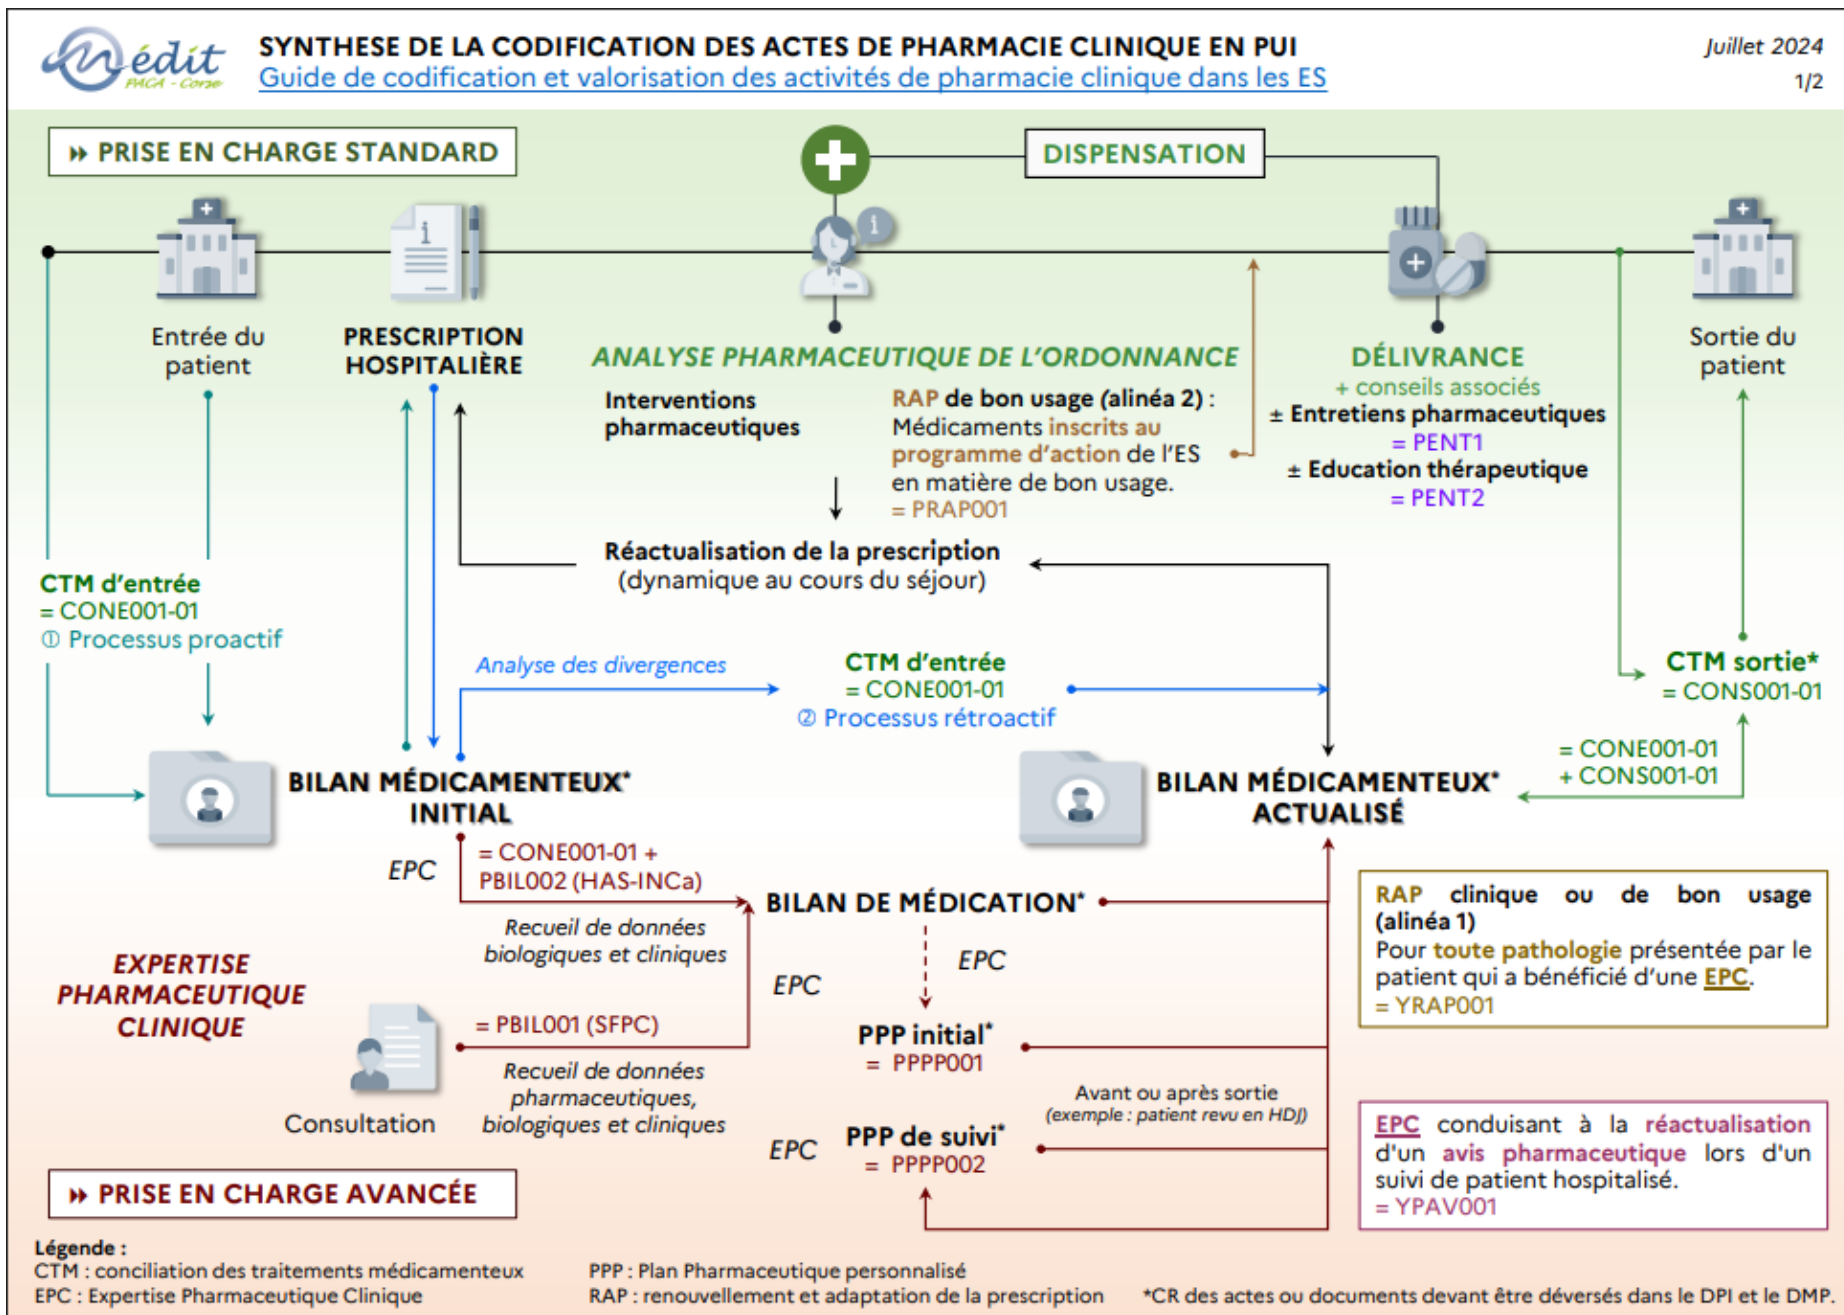 Médit
PACA - Corse
SYNTHESE DE LA CODIFICATION DES ACTES DE PHARMACIE CLINIQUE EN PUI
Guide de codification et valorisation des activités de pharmacie clinique dans les ES
Juillet 2024
1/2
PRISE EN CHARGE STANDARD
DISPENSATION
Entrée du
patient
PRESCRIPTION
HOSPITALIÈRE
ANALYSE PHARMACEUTIQUE DE L'ORDONNANCE
Interventions
pharmaceutiques
RAP de bon usage (alinéa 2) :
Médicaments inscrits au
programme d'action de l'ES
en matière de bon usage.
= PRAP001
DÉLIVRANCE
+ conseils associés
± Entretiens pharmaceutiques
= PENT1
± Education thérapeutique
= PENT2
Sortie du
patient
Réactualisation de la prescription
(dynamique au cours du séjour)
CTM d'entrée
= CONE001-01
① Processus proactif
Analyse des divergences
CTM d'entrée
= CONE001-01
② Processus rétroactif
CTM sortie*
= CONS001-01
= CONE001-01
+ CONS001-01
BILAN MÉDICAMENTEUX*
INITIAL
BILAN MÉDICAMENTEUX*
ACTUALISÉ
EPC
= CONE001-01 +
PBIL002 (HAS-INCa)
Recueil de données
biologiques et cliniques
BILAN DE MÉDICATION*
EPC
EPC
EXPERTISE
PHARMACEUTIQUE
CLINIQUE
= PBIL001 (SFPC)
Recueil de données
pharmaceutiques,
biologiques et cliniques
Consultation
PPP initial*
= PPPP001
Avant ou après sortie
(exemple : patient revu en HDJ)
EPC
PPP de suivi*
= PPPP002
RAP clinique ou de bon usage
(alinéa 1)
Pour toute pathologie présentée par le
patient qui a bénéficié d'une EPC.
= YRAP001
EPC conduisant à la réactualisation
d'un avis pharmaceutique lors d'un
suivi de patient hospitalisé.
= YPAV001
PRISE EN CHARGE AVANCÉE
Légende :
CTM : conciliation des traitements médicamenteux
EPC : Expertise Pharmaceutique Clinique
PPP : Plan Pharmaceutique personnalisé
RAP : renouvellement et adaptation de la prescription
*CR des actes ou documents devant être déversés dans le DPI et le DMP.